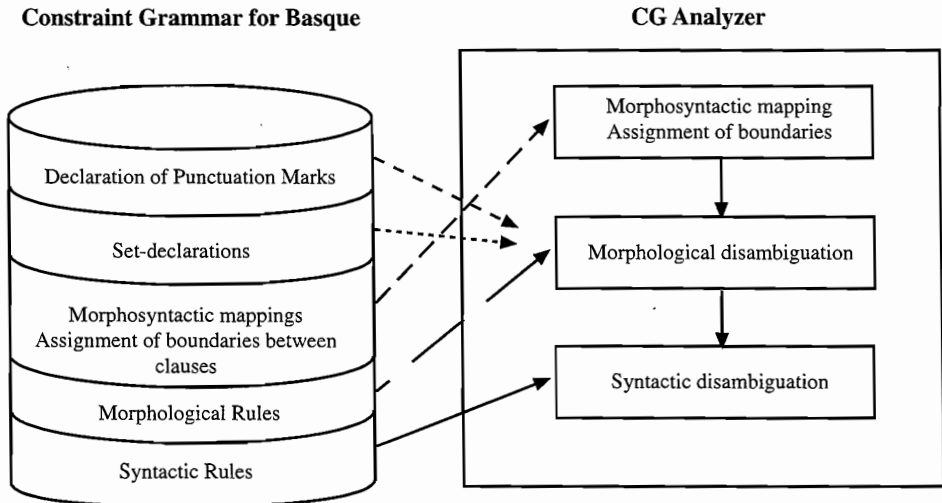 Constraint Grammar for Basque
Declaration of Punctuation Marks
Set-declarations
Morphosyntactic mappings
Assignment of boundaries between
clauses
Morphological Rules
Syntactic Rules
CG Analyzer
Morphosyntactic mapping
Assignment of boundaries
Morphological disambiguation
Syntactic disambiguation